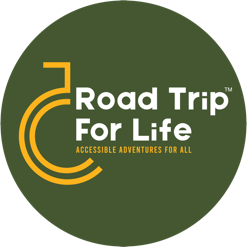 Road Trip™
For Life
ACCESSIBLE ADVENTURES FOR ALL